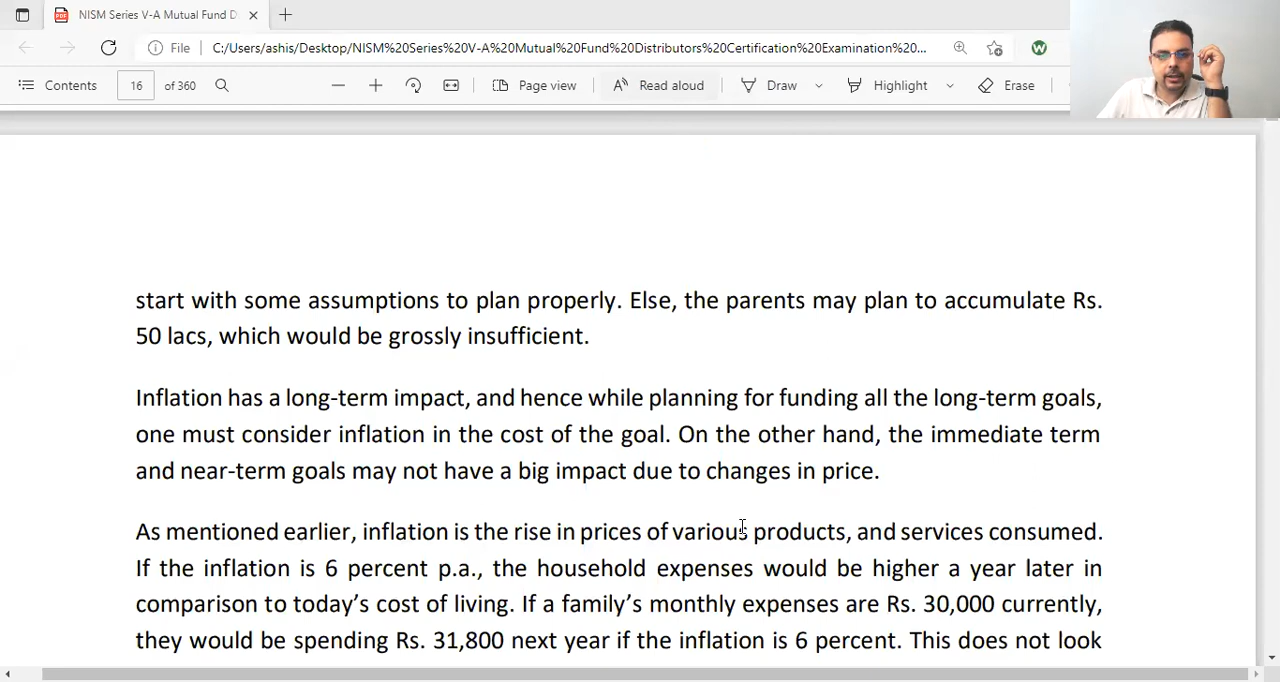 NISM Series V-A Mutual Fund D
File C:/Users/ashis/Desktop/NISM%20Series%20V-A%20Mutual%20Fund%20Distributors%20Certification%20Examination%20...
Contents 16 of 360 Page view Read aloud Draw Highlight Erase
start with some assumptions to plan properly. Else, the parents may plan to accumulate Rs.
50 lacs, which would be grossly insufficient.
Inflation has a long-term impact, and hence while planning for funding all the long-term goals,
one must consider inflation in the cost of the goal. On the other hand, the immediate term
and near-term goals may not have a big impact due to changes in price.
As mentioned earlier, inflation is the rise in prices of various products, and services consumed.
If the inflation is 6 percent p.a., the household expenses would be higher a year later in
comparison to today’s cost of living. If a family’s monthly expenses are Rs. 30,000 currently,
they would be spending Rs. 31,800 next year if the inflation is 6 percent. This does not look